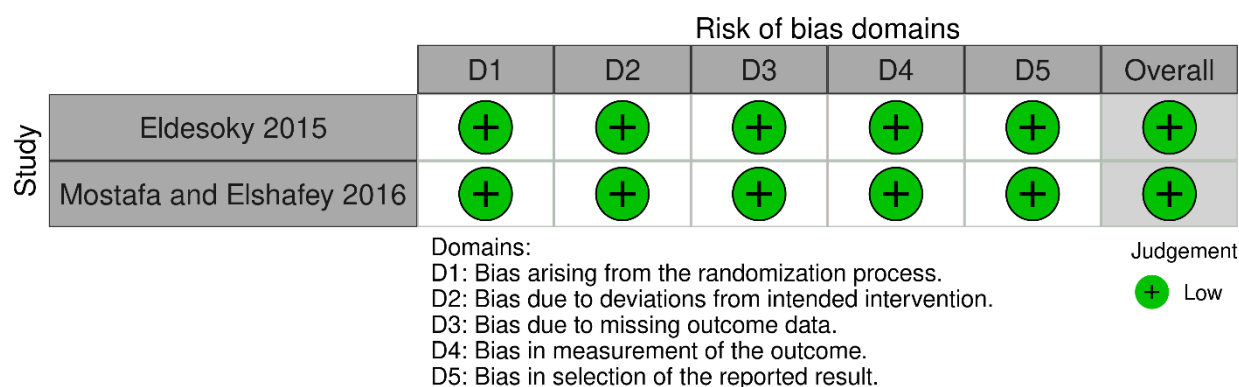 Risk of bias domains
D1 D2 D3 D4 D5 Overall
Study
Eldesoky 2015 + + + + + +
Mostafa and Elshafey 2016 + + + + + +
Domains:
D1: Bias arising from the randomization process.
D2: Bias due to deviations from intended intervention.
D3: Bias due to missing outcome data.
D4: Bias in measurement of the outcome.
D5: Bias in selection of the reported result.
Judgement
+ Low